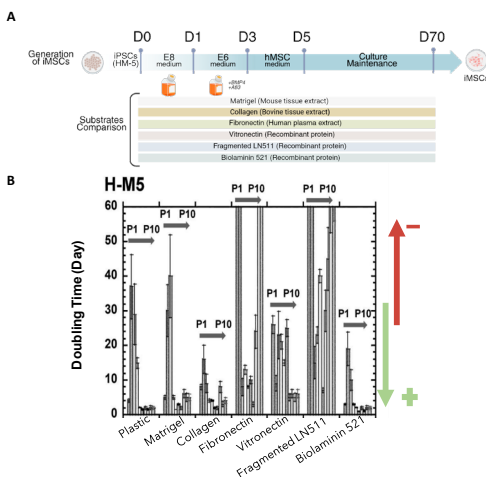 A
D0 D1 D3 D5 D70
Generation
of iMSCs
iPSCs
(HM-5)
E8
medium
E6
medium
hMSC
medium
Culture
Maintenance
iMSCs
+BMP4
Substrates
Comparison
Matrigel (Mouse tissue extract)
Collagen (Bovine tissue extract)
Fibronectin (Human plasma extract)
Vitronectin (Recombinant protein)
Fragmented LN511 (Recombinant protein)
Biolaminin 521 (Recombinant protein)
B
H-M5
Doubling Time (Day)
60
50
40
30
20
10
0
P1 P10
P1 P10
P1 P10
P1 P10
P1 P10
P1 P10
P1 P10
Plastic
Matrigel
Collagen
Fibronectin
Vitronectin
Fragmented LN511
Biolaminin 521
−
+